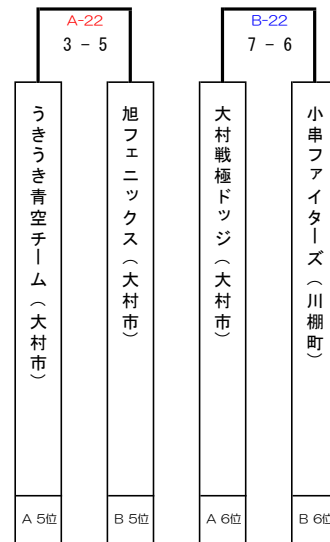 A-22
3 - 5
B-22
7 - 6
うきうき青空チーム（大村市）
旭フェニックス（大村市）
大村戦極ドッジ（大村市）
小串ファイターズ（川棚町）
A 5位
B 5位
A 6位
B 6位